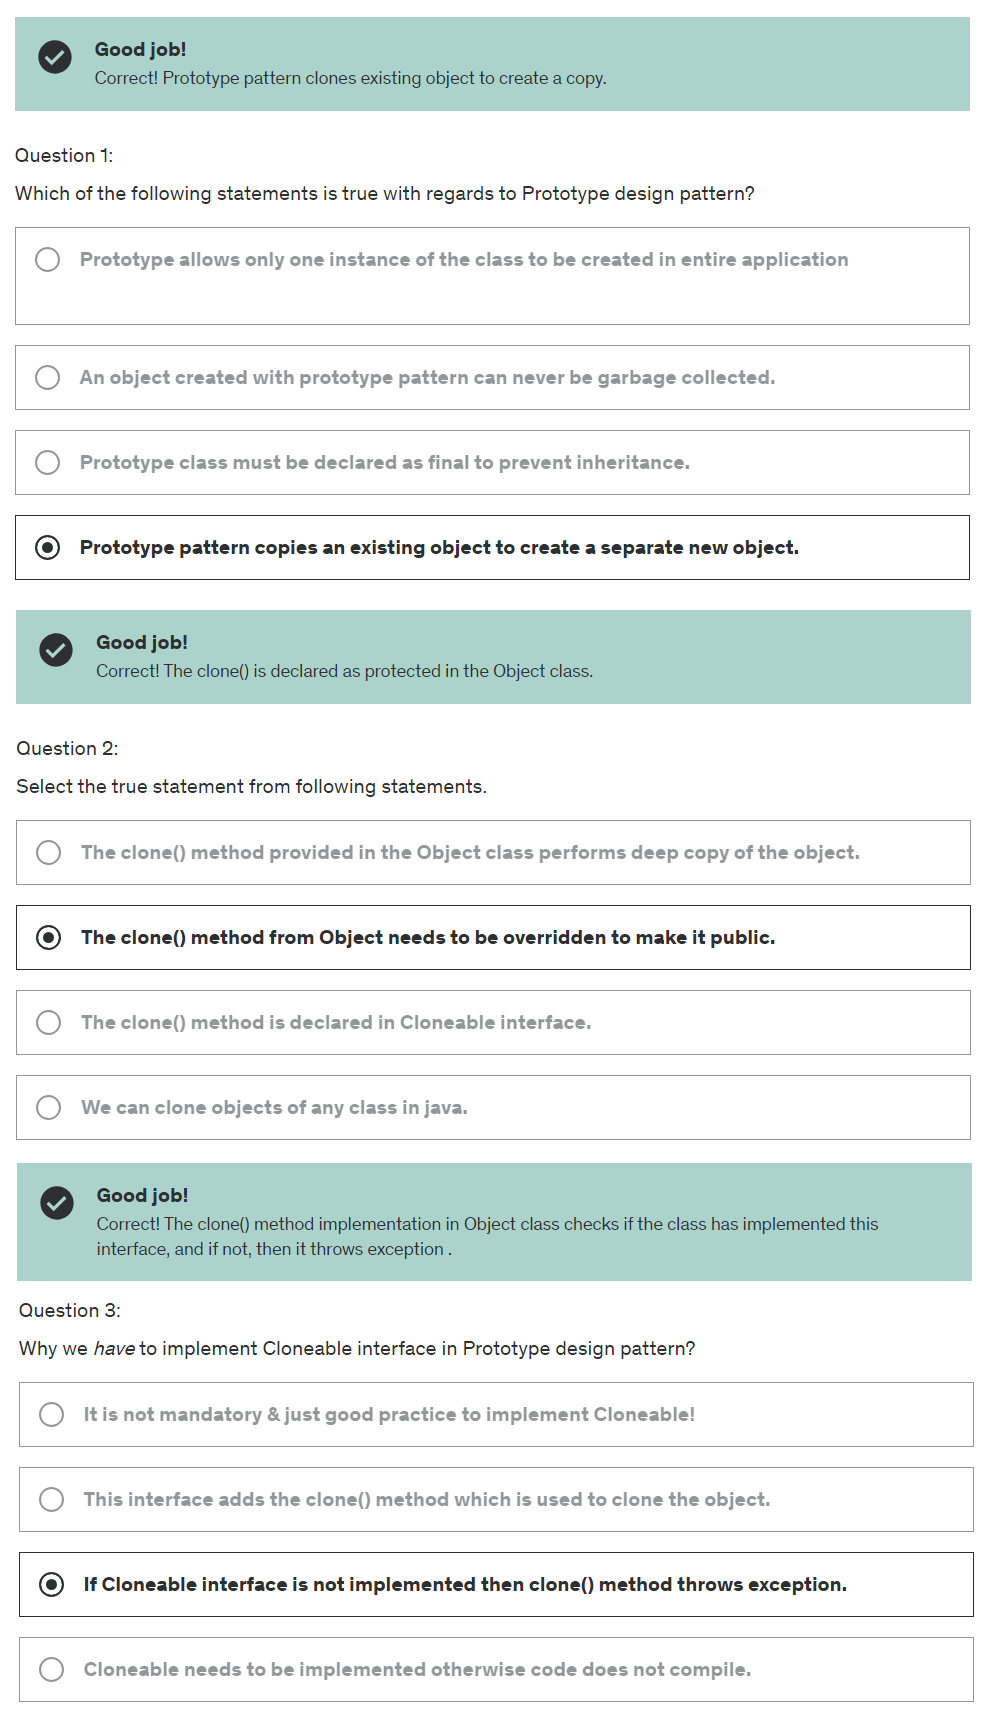 Good job!
Correct! Prototype pattern clones existing object to create a copy.
Question 1:
Which of the following statements is true with regards to Prototype design pattern?
Prototype allows only one instance of the class to be created in entire application
An object created with prototype pattern can never be garbage collected.
Prototype class must be declared as final to prevent inheritance.
Prototype pattern copies an existing object to create a separate new object.
Good job!
Correct! The clone() is declared as protected in the Object class.
Question 2:
Select the true statement from following statements.
The clone() method provided in the Object class performs deep copy of the object.
The clone() method from Object needs to be overridden to make it public.
The clone() method is declared in Cloneable interface.
We can clone objects of any class in java.
Good job!
Correct! The clone() method implementation in Object class checks if the class has implemented this
interface, and if not, then it throws exception .
Question 3:
Why we have to implement Cloneable interface in Prototype design pattern?
It is not mandatory & just good practice to implement Cloneable!
This interface adds the clone() method which is used to clone the object.
If Cloneable interface is not implemented then clone() method throws exception.
Cloneable needs to be implemented otherwise code does not compile.